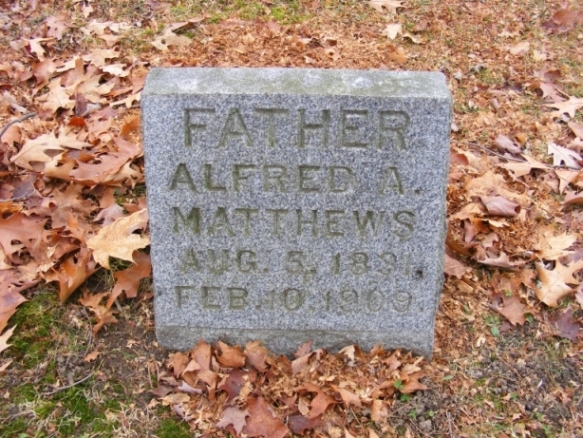 FATHER
ALFRED A.
MATTHEWS
AUG. 5.
FEB. 10. 1909